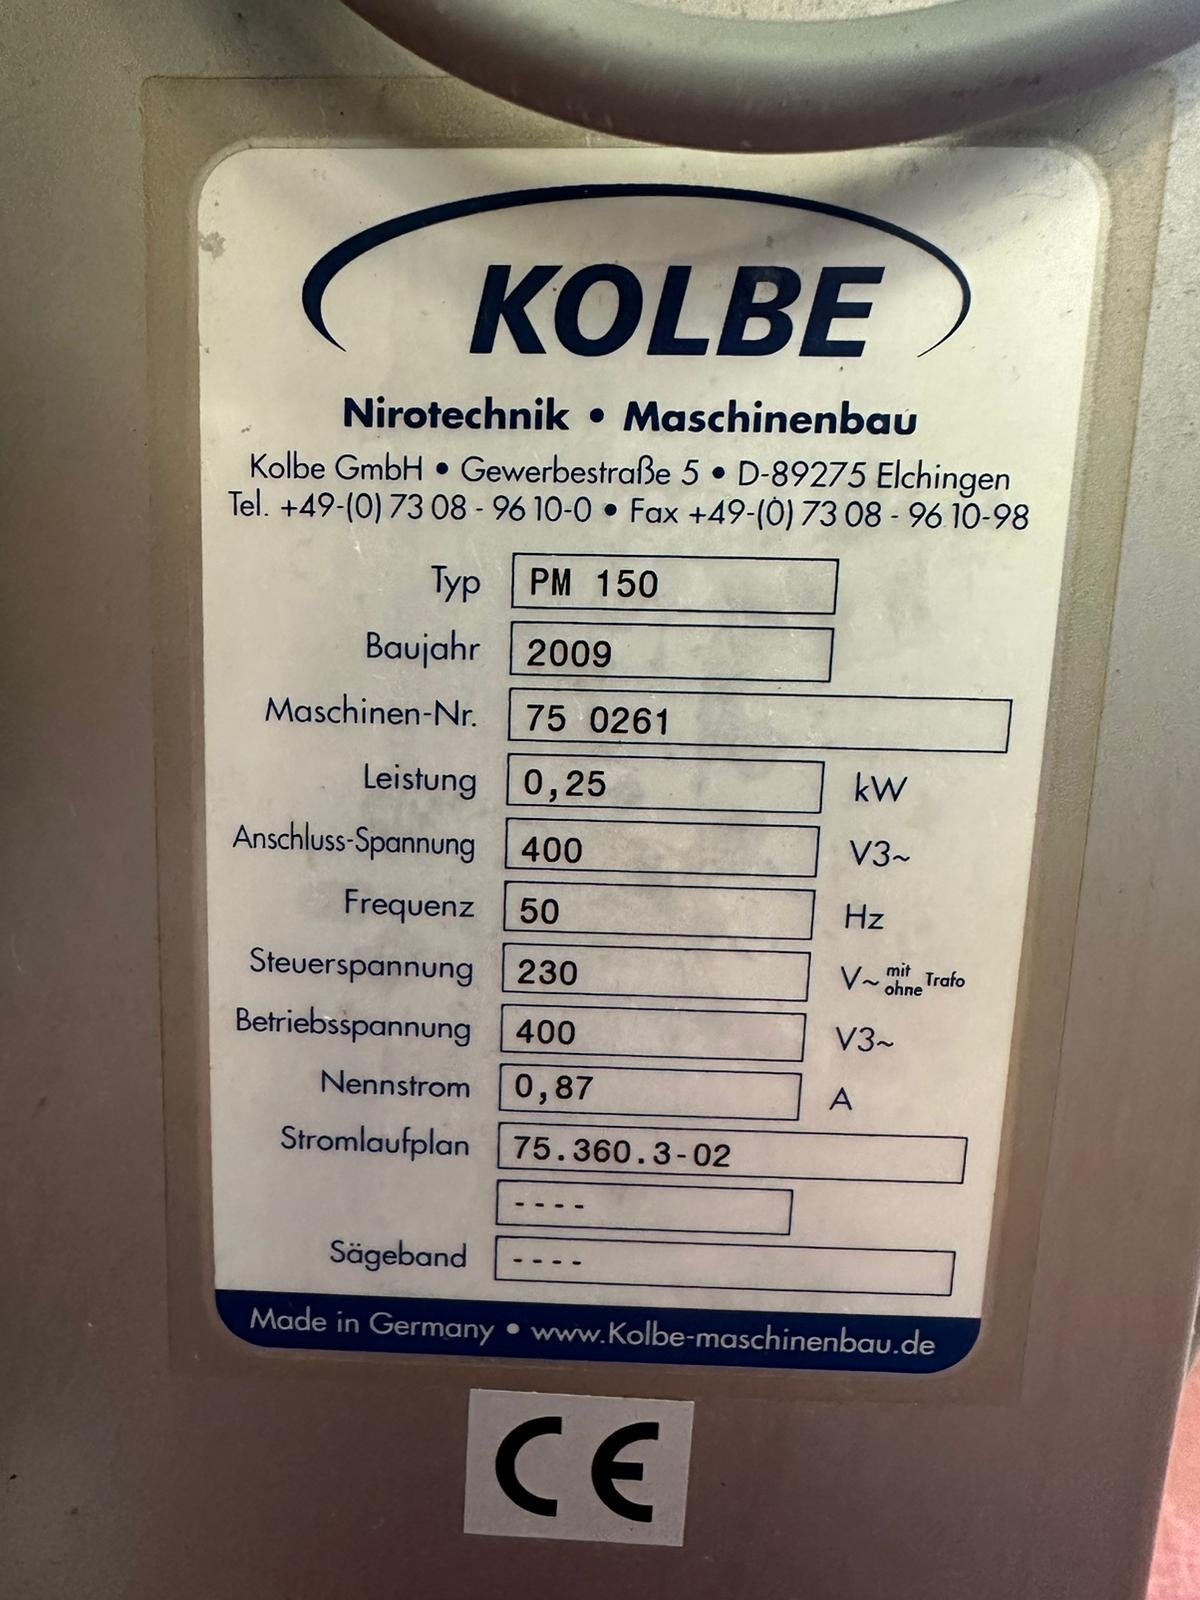 KOLBE
Nirotechnik • Maschinenbau
Kolbe GmbH • Gewerbestraße 5 • D-89275 Elchingen
Tel. +49-(0) 73 08 - 96 10-0 • Fax +49-(0) 73 08 - 96 10-98
Typ PM 150
Baujahr 2009
Maschinen-Nr. 75 0261
Leistung 0,25 kW
Anschluss-Spannung 400 V3~
Frequenz 50 Hz
Steuerspannung 230 V~ mit ohne Trafo
Betriebsspannung 400 V3~
Nennstrom 0,87 A
Stromlaufplan 75.360.3-02
----
Sägeband ----
Made in Germany • www.Kolbe-maschinenbau.de
CE